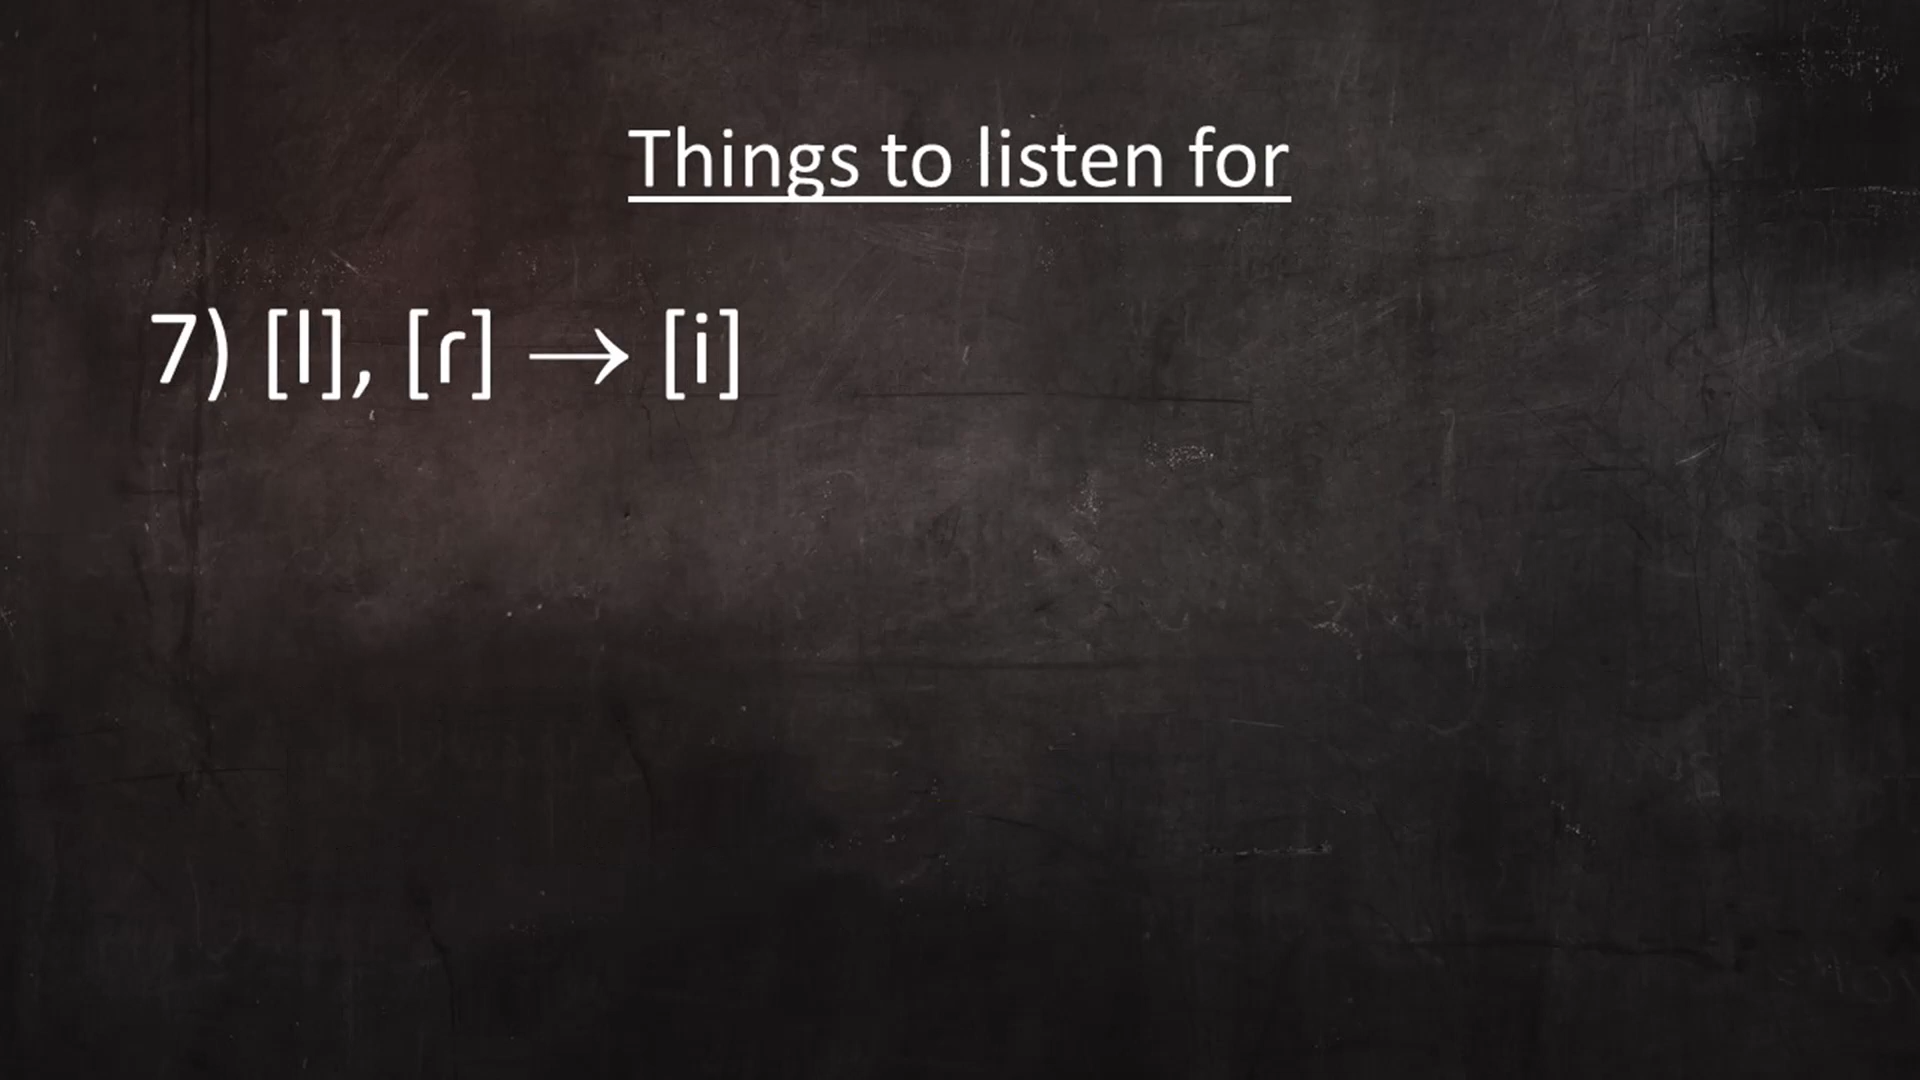 Things to listen for
7) [l], [ɾ] → [i]